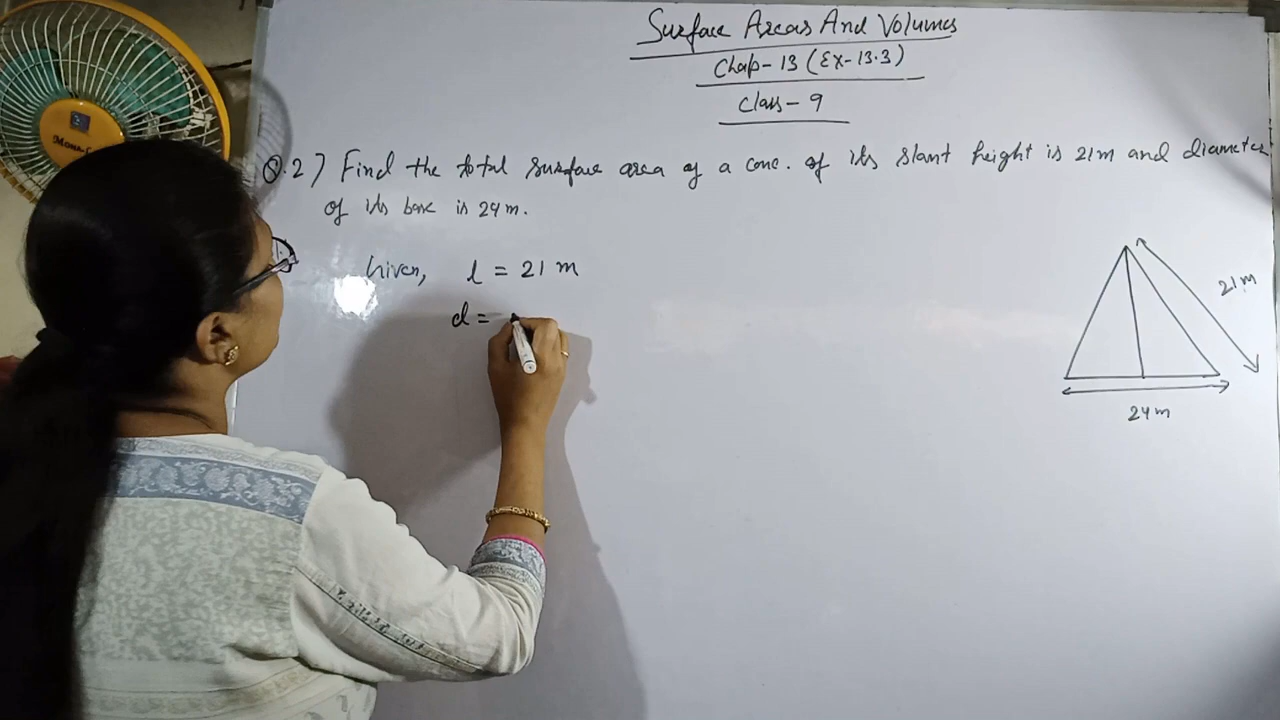 Surface Areas And Volumes
Chap-13 (Ex-13.3)
Class-9
Q.2) Find the total surface area of a cone. of its slant height is 21m and diameter
of its base is 24m.
Given, l = 21 m
d =
21m
24m